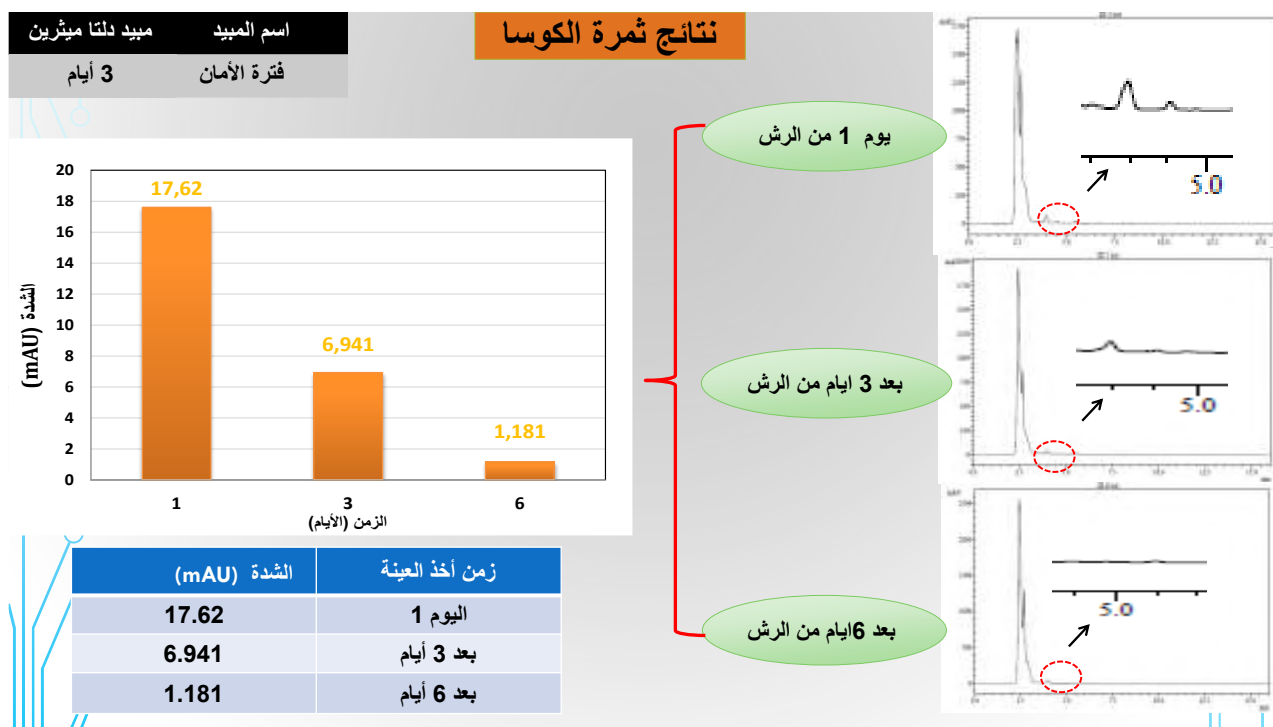 نتائج ثمرة الكوسا
اسم المبيد	مبيد دلتا ميثرين
فترة الأمان	3 أيام
الشدة (mAU)
20
18
16
14
12
10
8
6
4
2
0
17,62
6,941
1,181
1	3	6
الزمن (الأيام)
زمن أخذ العينة	الشدة (mAU)
اليوم 1	17.62
بعد 3 أيام	6.941
بعد 6 أيام	1.181
يوم 1 من الرش
بعد 3 ايام من الرش
بعد 6ايام من الرش
5.0
5.0
5.0